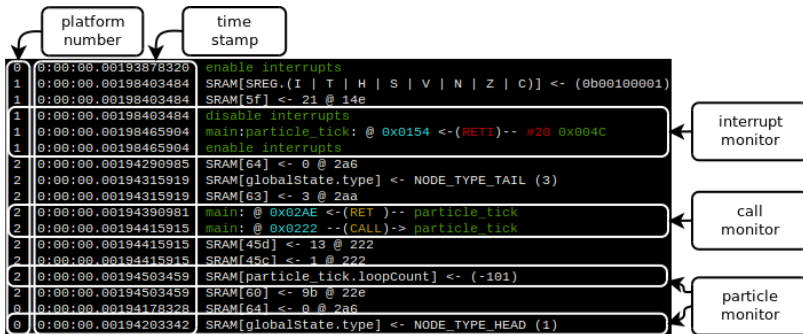 platform
number
time
stamp
0 0:00:00.00193878320 enable interrupts
1 0:00:00.00198403484 SRAM[SREG.(I | T | H | S | V | N | Z | C)] <- (0b00100001)
1 0:00:00.00198403484 SRAM[5f] <- 21 @ 14e
1 0:00:00.00198403484 disable interrupts
1 0:00:00.00198465904 main:particle_tick: @ 0x0154 <-(RETI)-- #20 0x004C
1 0:00:00.00198465904 enable interrupts
2 0:00:00.00194290985 SRAM[64] <- 0 @ 2a6
2 0:00:00.00194315919 SRAM[globalState.type] <- NODE_TYPE_TAIL (3)
2 0:00:00.00194315919 SRAM[63] <- 3 @ 2aa
2 0:00:00.00194390981 main: @ 0x02AE <-(RET )-- particle_tick
2 0:00:00.00194415915 main: @ 0x0222 --(CALL)-> particle_tick
2 0:00:00.00194415915 SRAM[45d] <- 13 @ 222
2 0:00:00.00194415915 SRAM[45c] <- 1 @ 222
2 0:00:00.00194503459 SRAM[particle_tick.loopCount] <- (-101)
2 0:00:00.00194503459 SRAM[60] <- 9b @ 22e
0 0:00:00.00194178328 SRAM[64] <- 0 @ 2a6
0 0:00:00.00194203342 SRAM[globalState.type] <- NODE_TYPE_HEAD (1)
interrupt
monitor
call
monitor
particle
monitor